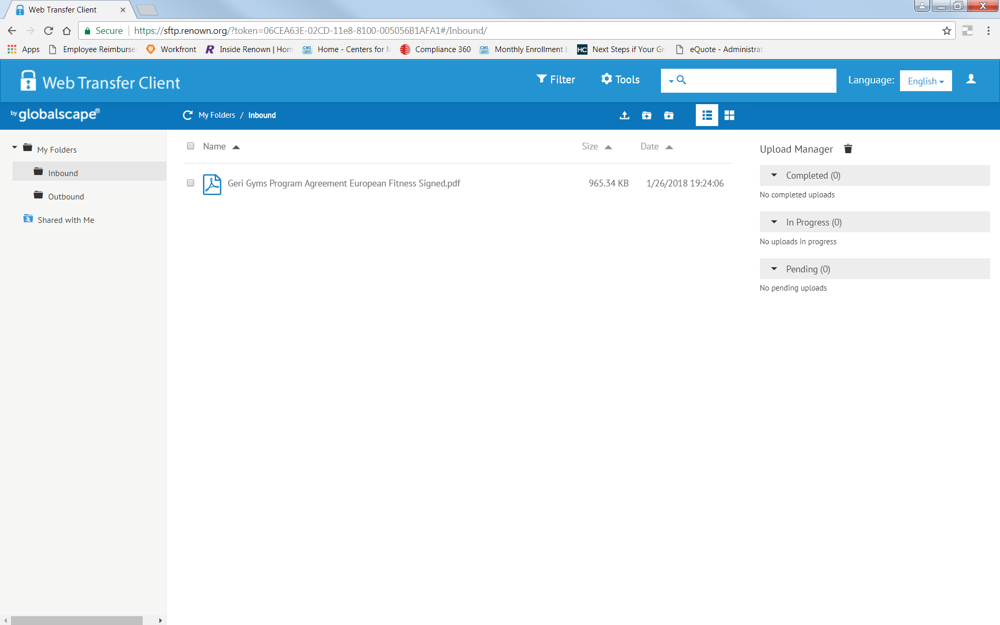 Web Transfer Client
Secure https://sftp.renown.org/?token=06CEA63E-02CD-11e8-8100-005056B1AFA1#/Inbound/
Apps Employee Reimburse Workfront Inside Renown | Hom Home - Centers for M Compliance 360 Monthly Enrollment b Next Steps if Your Gra eQuote - Administrat
Web Transfer Client Filter Tools Language: English
by globalscape® My Folders / Inbound
Name Size Date
Geri Gyms Program Agreement European Fitness Signed.pdf 965.34 KB 1/26/2018 19:24:06
My Folders
Inbound
Outbound
Shared with Me
Upload Manager
Completed (0)
No completed uploads
In Progress (0)
No uploads in progress
Pending (0)
No pending uploads